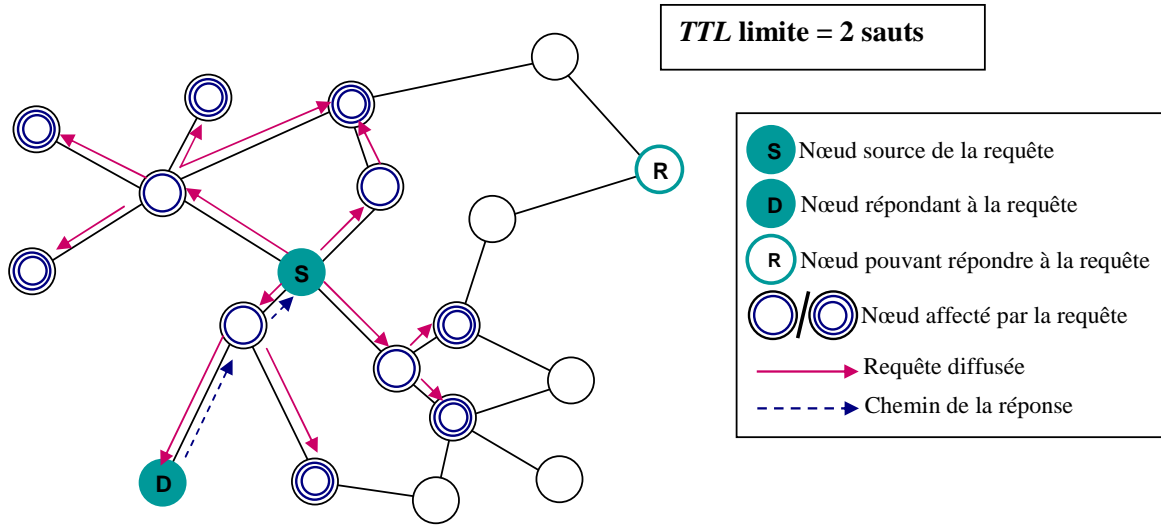 TTL limite = 2 sauts
R
S
D
S Nœud source de la requête
D Nœud répondant à la requête
R Nœud pouvant répondre à la requête
/ Nœud affecté par la requête
Requête diffusée
Chemin de la réponse